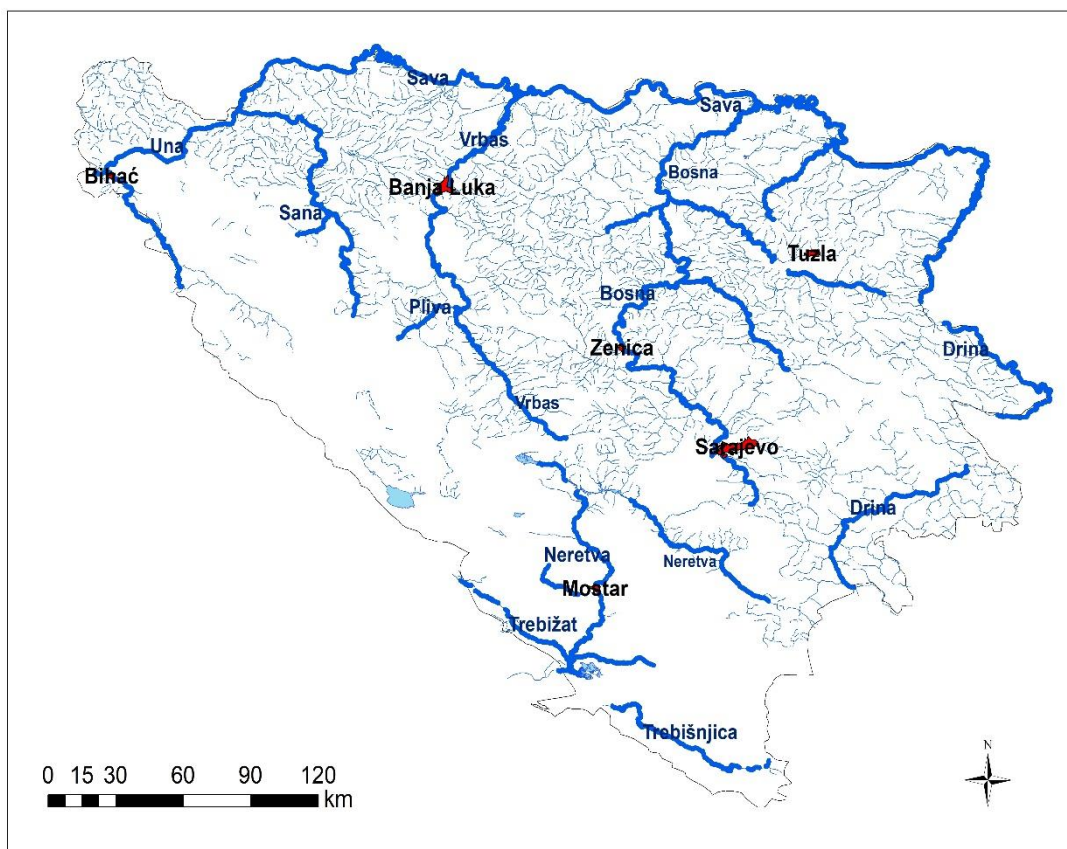 Sava
Sava
Vrbas
Una
Bosna
Bihać
Banja Luka
Sana
Tuzla
Bosna
Pliva
Zenica
Drina
Vrbas
Sarajevo
Drina
Neretva
Neretva
Mostar
Trebižat
Trebišnjica
N
0 15 30 60 90 120
km